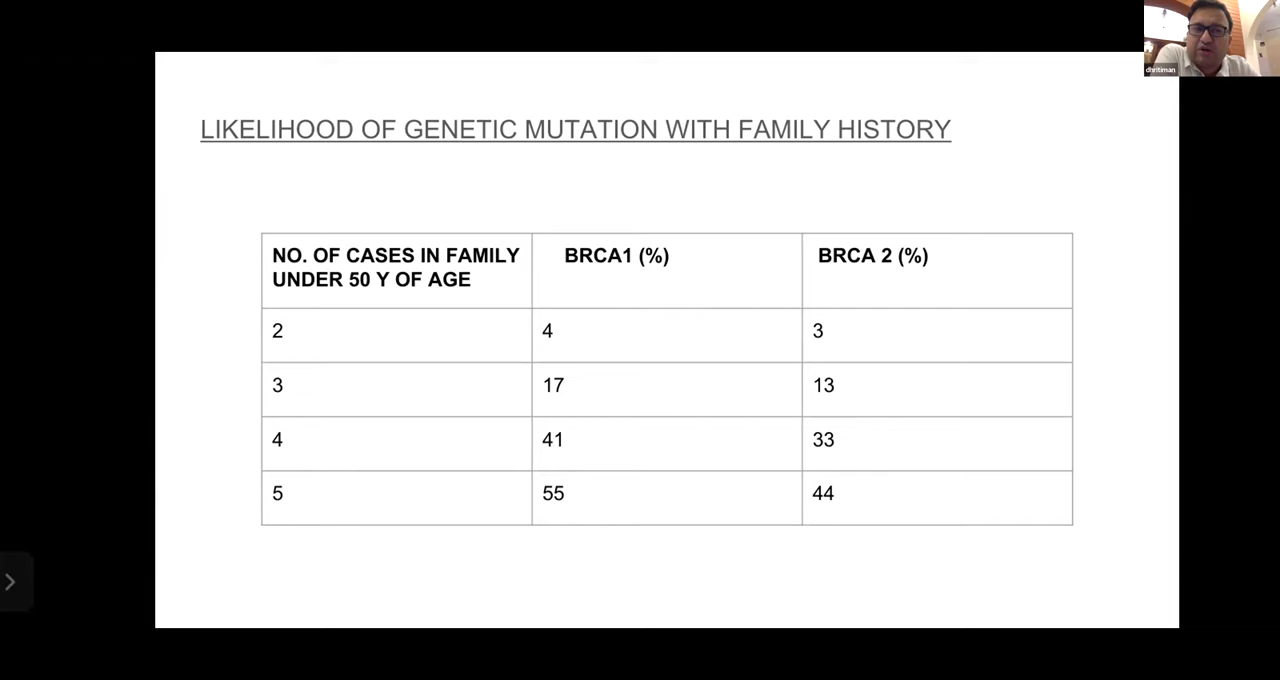 dhritiman
LIKELIHOOD OF GENETIC MUTATION WITH FAMILY HISTORY
NO. OF CASES IN FAMILY UNDER 50 Y OF AGE BRCA1 (%) BRCA 2 (%)
2 4 3
3 17 13
4 41 33
5 55 44